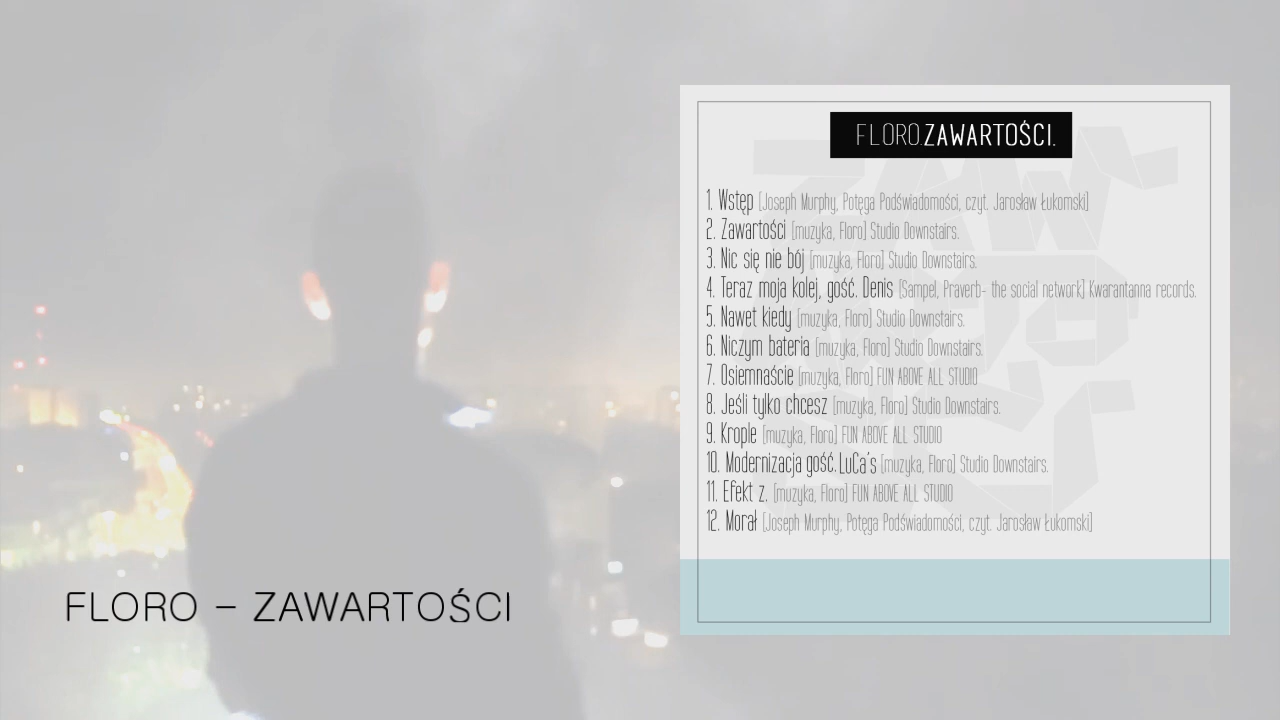 FLORO.ZAWARTOŚCI.
1. Wstęp [Joseph Murphy, Potęga Podświadomości, czyt. Jarosław Łukomski]
2. Zawartości [muzyka, Floro] Studio Downstairs.
3. Nic się nie bój [muzyka, Floro] Studio Downstairs.
4. Teraz moja kolej, gość. Denis [Sampel, Praverb- the social network] Kwarantanna records.
5. Nawet kiedy [muzyka, Floro] Studio Downstairs.
6. Niczym bateria [muzyka, Floro] Studio Downstairs.
7. Osiemnaście [muzyka, Floro] FUN ABOVE ALL STUDIO
8. Jeśli tylko chcesz [muzyka, Floro] Studio Downstairs.
9. Krople [muzyka, Floro] FUN ABOVE ALL STUDIO
10. Modernizacja gość. LuCa's [muzyka, Floro] Studio Downstairs.
11. Efekt z. [muzyka, Floro] FUN ABOVE ALL STUDIO
12. Morał [Joseph Murphy, Potęga Podświadomości, czyt. Jarosław Łukomski]
FLORO – ZAWARTOŚCI